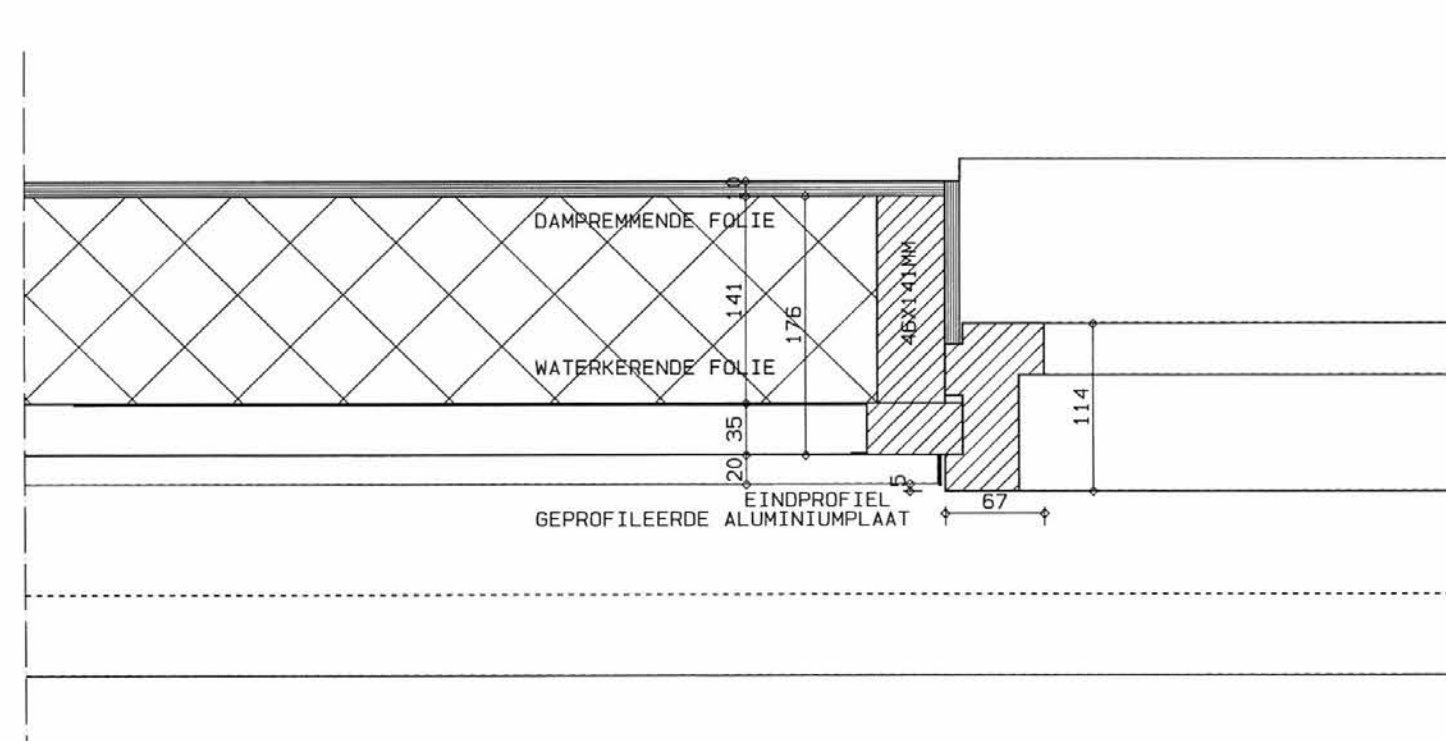 10
DAMPREMMENDE FOLIE
46X141MM
141
176
WATERKERENDE FOLIE
114
35
20
5
EINDPROFIEL
67
GEPROFILEERDE ALUMINIUMPLAAT